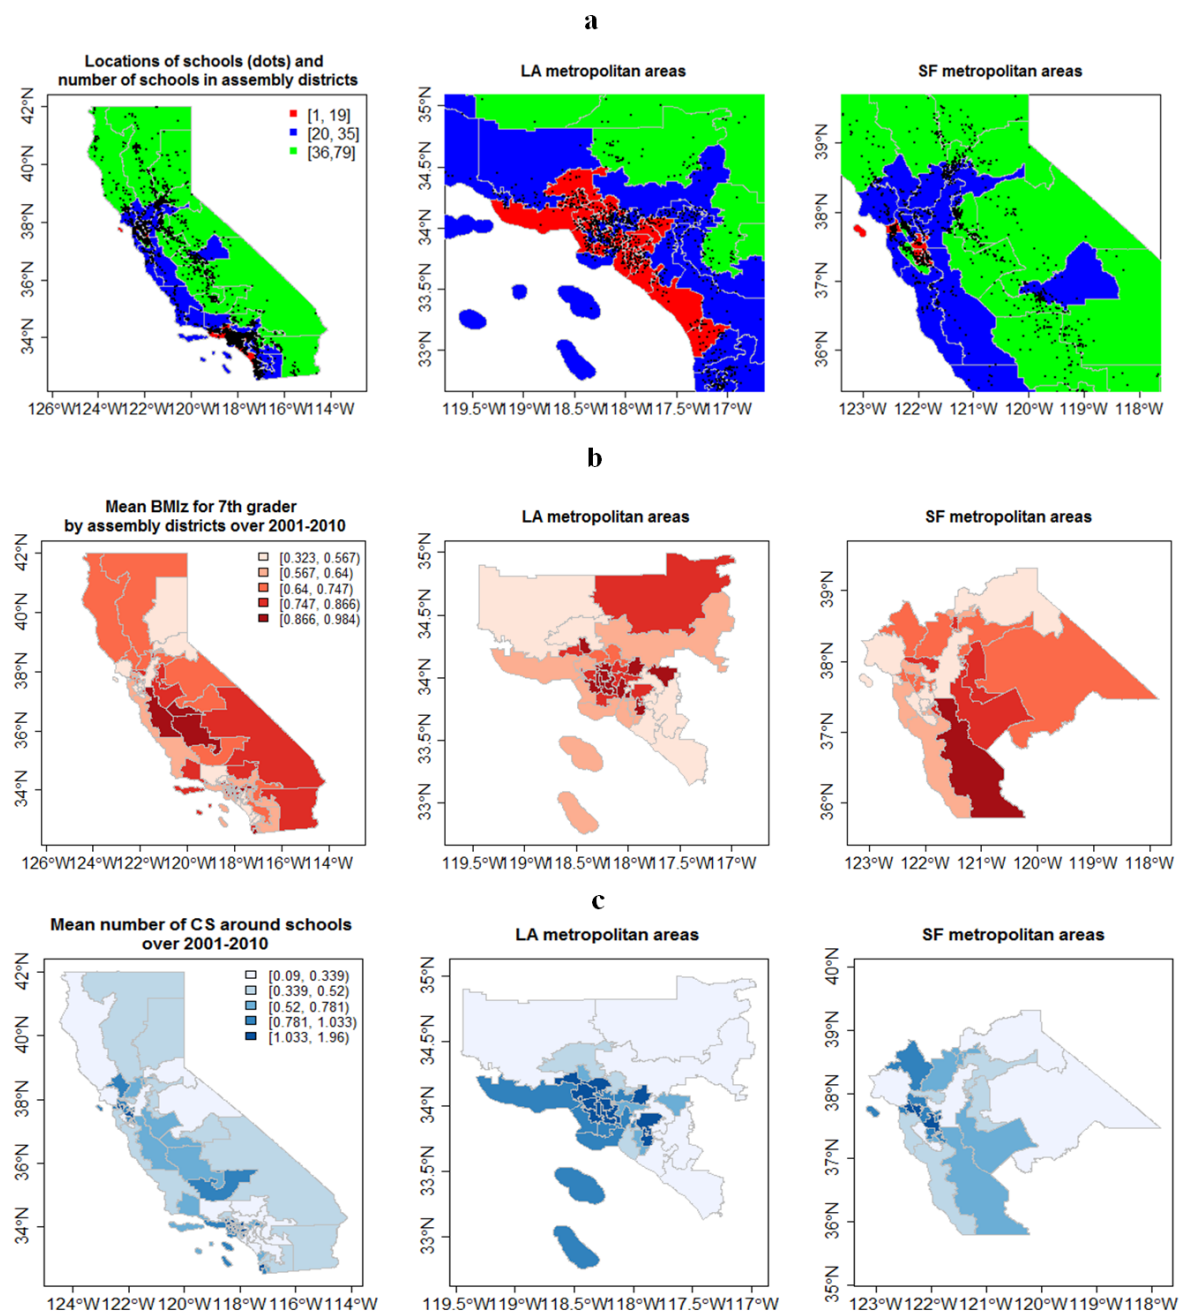 a
Locations of schools (dots) and
number of schools in assembly districts
[1, 19]
[20, 35]
[36,79]
42°N
40°N
38°N
36°N
34°N
126°W124°W122°W120°W118°W116°W114°W
LA metropolitan areas
35°N
34.5°N
34°N
33.5°N
33°N
119.5°W119°W118.5°W118°W117.5°W117°W
SF metropolitan areas
39°N
38°N
37°N
36°N
123°W 122°W 121°W 120°W 119°W 118°W
b
Mean BMIz for 7th grader
by assembly districts over 2001-2010
[0.323, 0.567)
[0.567, 0.64)
[0.64, 0.747)
[0.747, 0.866)
[0.866, 0.984)
42°N
40°N
38°N
36°N
34°N
126°W124°W122°W120°W118°W116°W114°W
LA metropolitan areas
35°N
34.5°N
34°N
33.5°N
33°N
119.5°W119°W118.5°W118°W117.5°W117°W
SF metropolitan areas
39°N
38°N
37°N
36°N
123°W 122°W 121°W 120°W 119°W 118°W
c
Mean number of CS around schools
over 2001-2010
[0.09, 0.339)
[0.339, 0.52)
[0.52, 0.781)
[0.781, 1.033)
[1.033, 1.96)
42°N
40°N
38°N
36°N
34°N
124°W122°W120°W118°W116°W114°W
LA metropolitan areas
35°N
34.5°N
34°N
33.5°N
33°N
119.5°W119°W118.5°W118°W117.5°W117°W
SF metropolitan areas
40°N
39°N
38°N
37°N
36°N
35°N
123°W 122°W 121°W 120°W 119°W 118°W